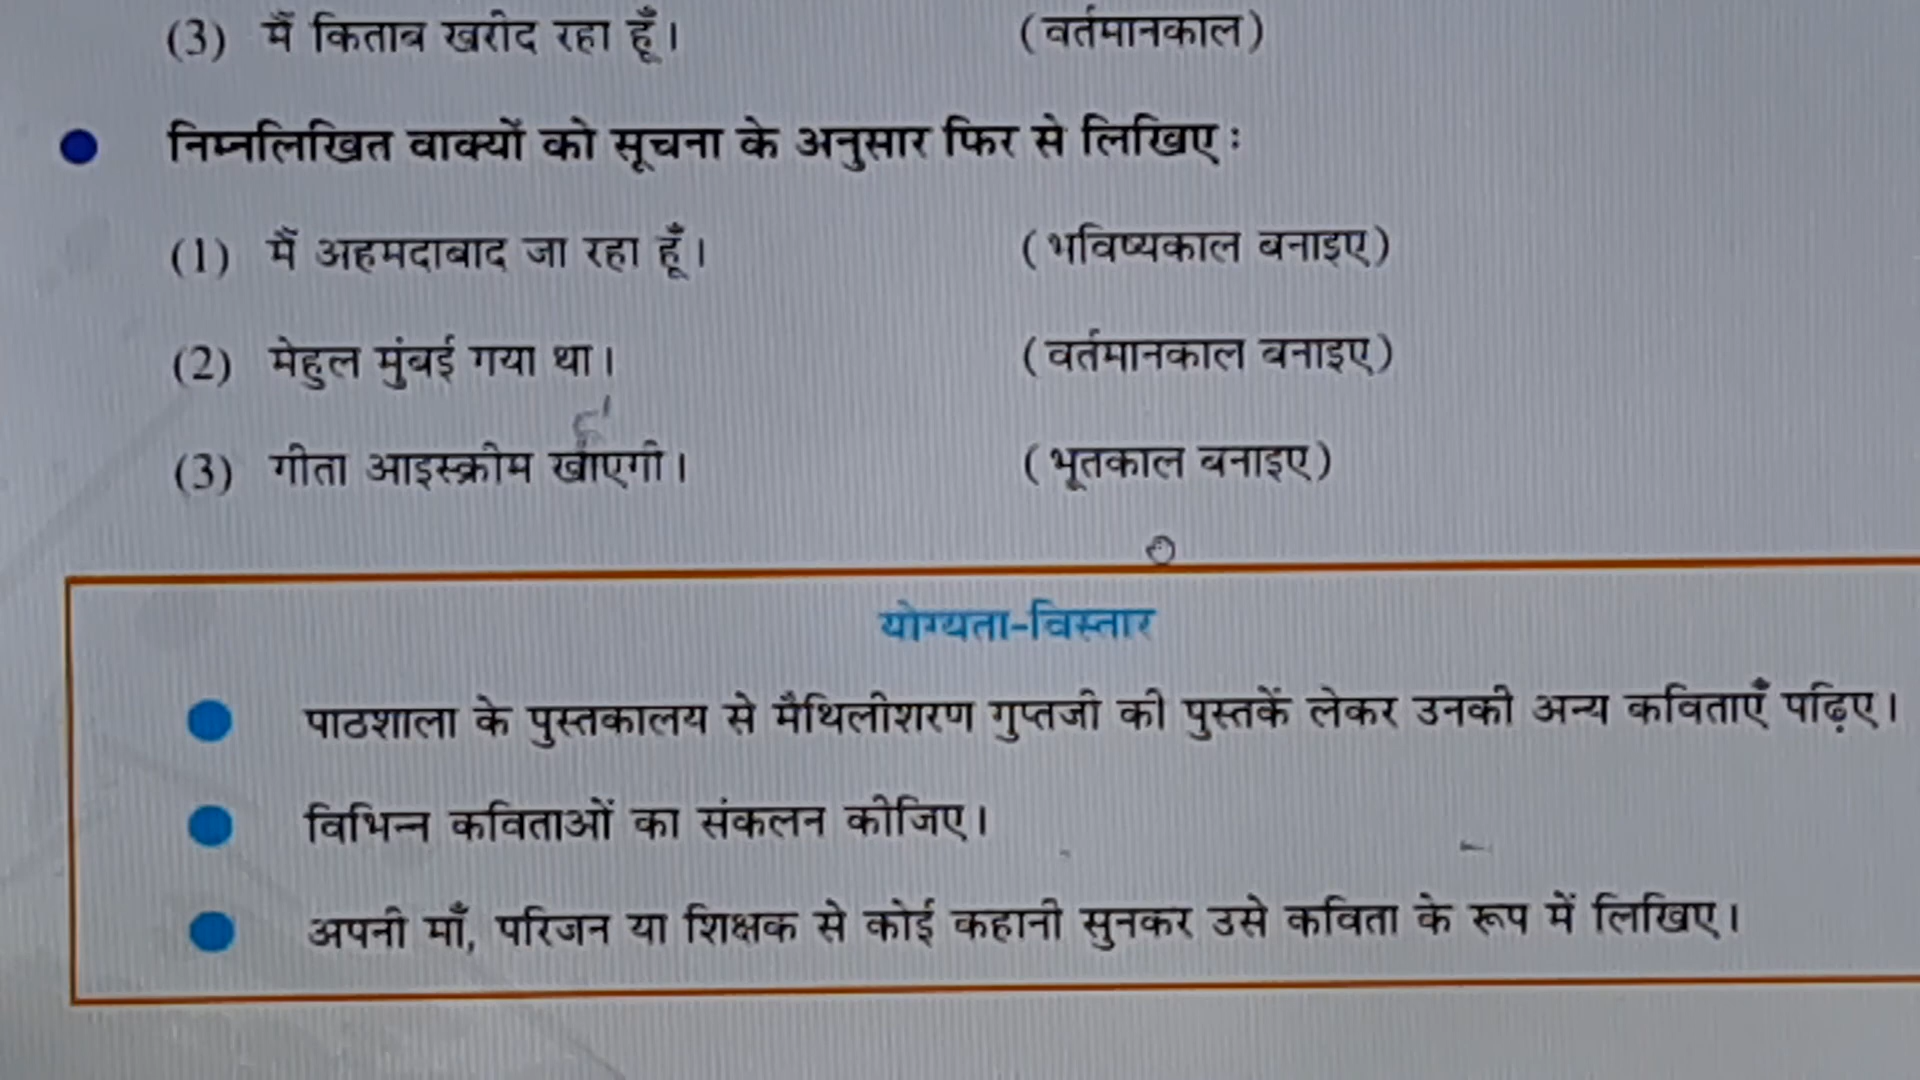 (3) मैं किताब खरीद रहा हूँ। (वर्तमानकाल)
निम्नलिखित वाक्यों को सूचना के अनुसार फिर से लिखिए :
(1) मैं अहमदाबाद जा रहा हूँ। (भविष्यकाल बनाइए)
(2) मेहुल मुंबई गया था। (वर्तमानकाल बनाइए)
(3) गीता आइस्क्रीम खाएगी। (भूतकाल बनाइए)
योग्यता-विस्तार
पाठशाला के पुस्तकालय से मैथिलीशरण गुप्तजी की पुस्तकें लेकर उनकी अन्य कविताएँ पढ़िए।
विभिन्न कविताओं का संकलन कीजिए।
अपनी माँ, परिजन या शिक्षक से कोई कहानी सुनकर उसे कविता के रूप में लिखिए।